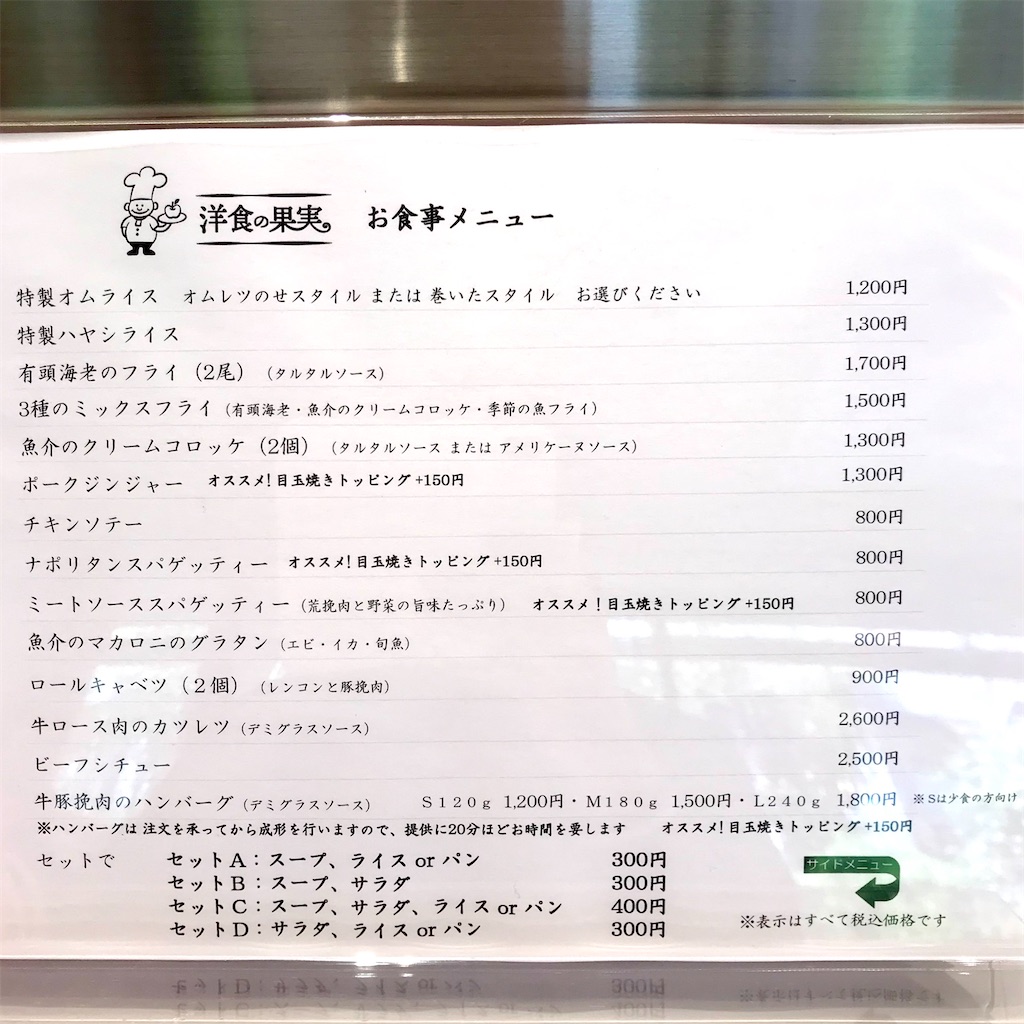 洋食の果実。 お食事メニュー
特製オムライス オムレツのせスタイル または 巻いたスタイル お選びください 1,200円
特製ハヤシライス 1,300円
有頭海老のフライ（2尾）（タルタルソース） 1,700円
3種のミックスフライ（有頭海老・魚介のクリームコロッケ・季節の魚フライ） 1,500円
魚介のクリームコロッケ（2個）（タルタルソース または アメリケーヌソース） 1,300円
ポークジンジャー オススメ！目玉焼きトッピング+150円 1,300円
チキンソテー 800円
ナポリタンスパゲッティー オススメ！目玉焼きトッピング+150円 800円
ミートソーススパゲッティー（荒挽肉と野菜の旨味たっぷり） オススメ！目玉焼きトッピング+150円 800円
魚介のマカロニのグラタン（エビ・イカ・旬魚） 800円
ロールキャベツ（２個）（レンコンと豚挽肉） 900円
牛ロース肉のカツレツ（デミグラスソース） 2,600円
ビーフシチュー 2,500円
牛豚挽肉のハンバーグ（デミグラスソース） Ｓ１２０ｇ 1,200円・Ｍ１８０ｇ 1,500円・Ｌ２４０ｇ 1,800円 ※Ｓは少食の方向け
※ハンバーグは 注文を承ってから成形を行いますので、提供に20分ほどお時間を要します オススメ！目玉焼きトッピング+150円
セットで セットＡ：スープ、ライス or パン 300円
セットＢ：スープ、サラダ 300円
セットＣ：スープ、サラダ、ライス or パン 400円
セットＤ：サラダ、ライス or パン 300円
サイドメニュー
※表示はすべて税込価格です